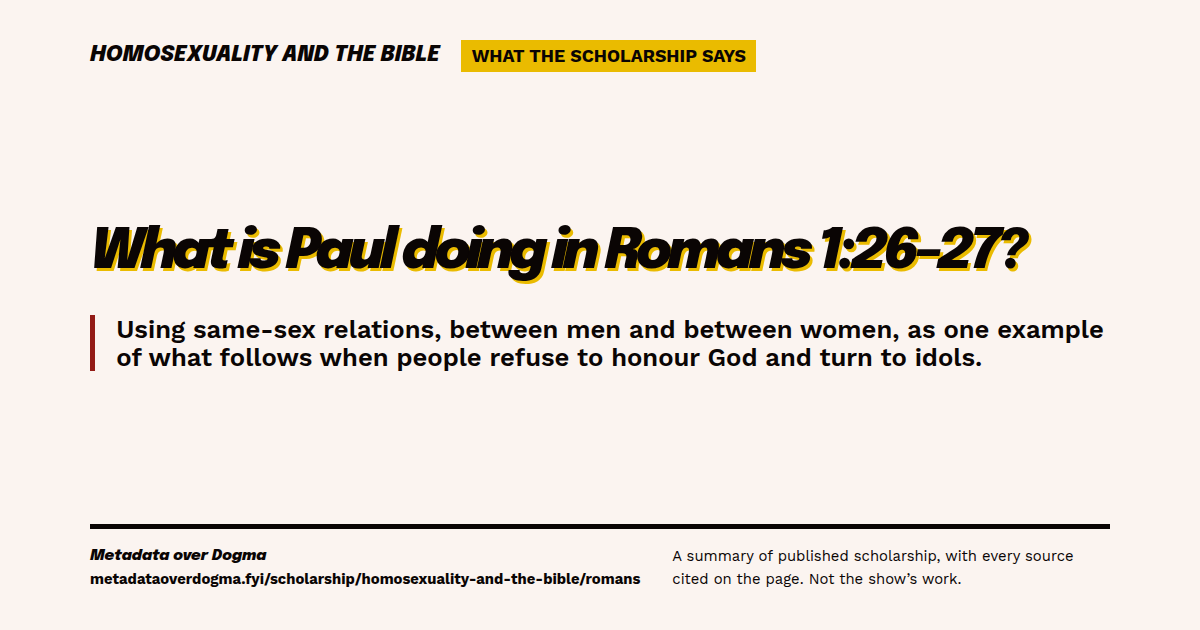 HOMOSEXUALITY AND THE BIBLE
WHAT THE SCHOLARSHIP SAYS
What is Paul doing in Romans 1:26–27?
Using same-sex relations, between men and between women, as one example
of what follows when people refuse to honour God and turn to idols.
Metadata over Dogma
metadataoverdogma.fyi/scholarship/homosexuality-and-the-bible/romans
A summary of published scholarship, with every source
cited on the page. Not the show’s work.